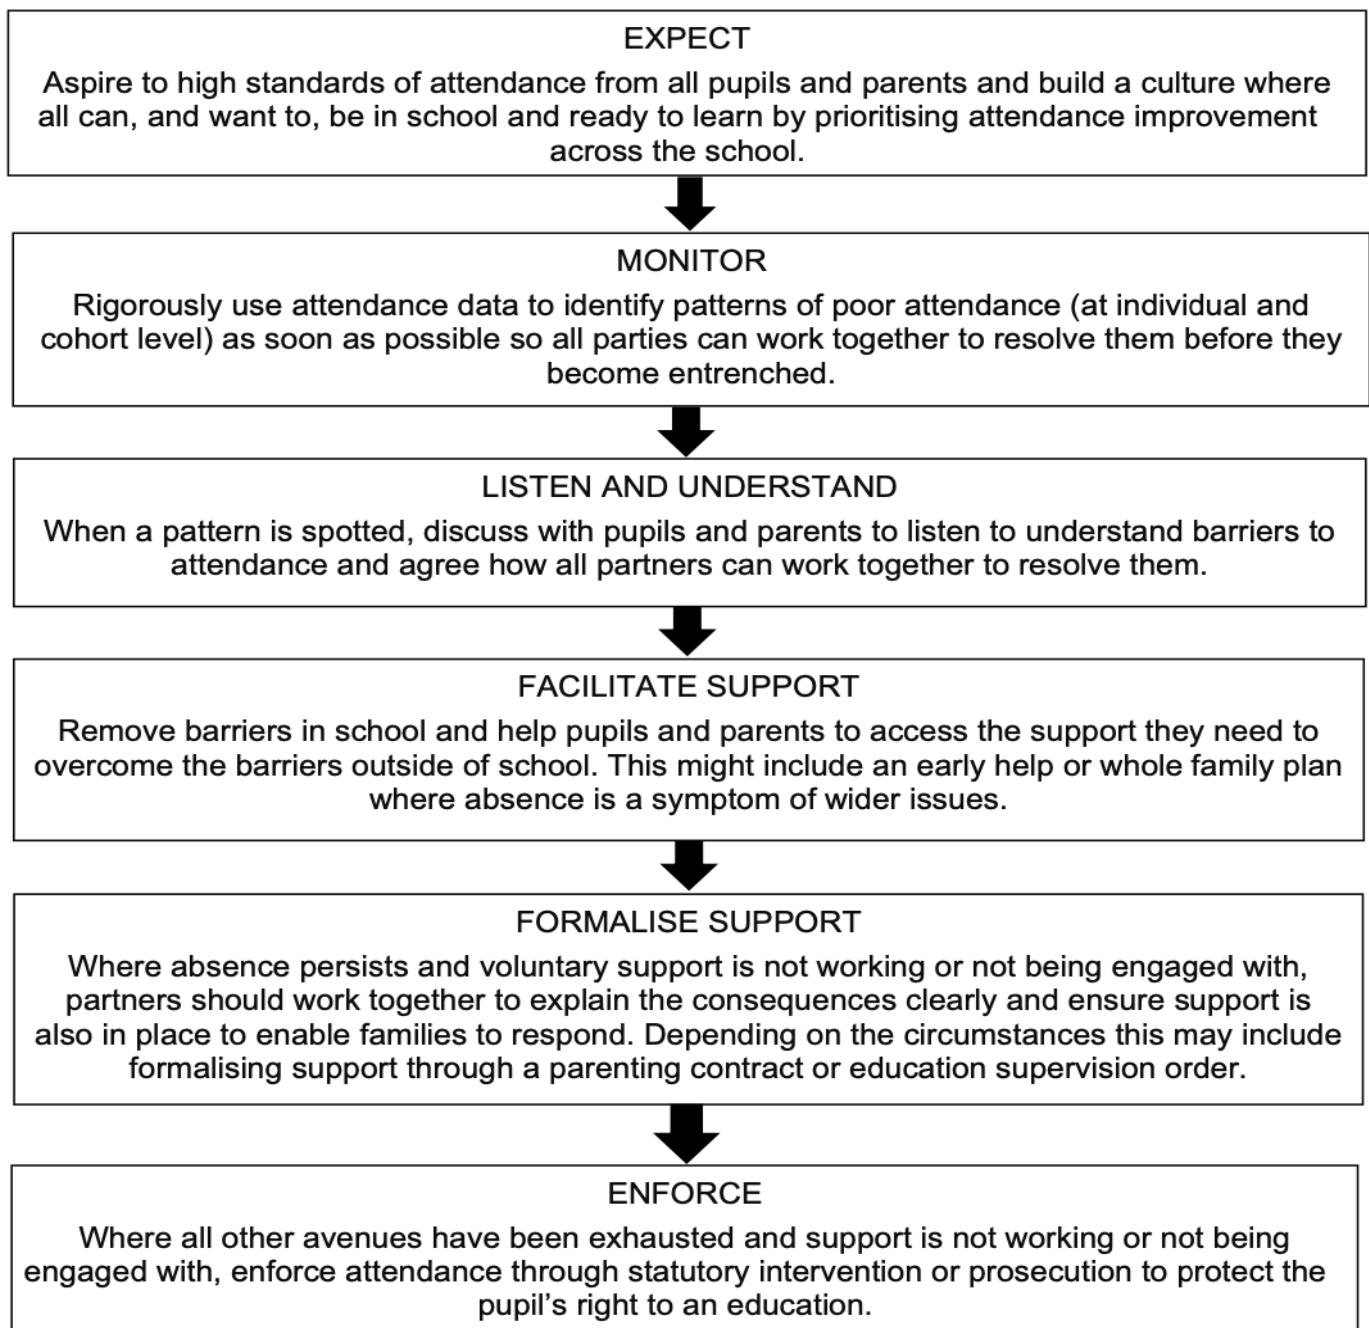 EXPECT
Aspire to high standards of attendance from all pupils and parents and build a culture where
all can, and want to, be in school and ready to learn by prioritising attendance improvement
across the school.
MONITOR
Rigorously use attendance data to identify patterns of poor attendance (at individual and
cohort level) as soon as possible so all parties can work together to resolve them before they
become entrenched.
LISTEN AND UNDERSTAND
When a pattern is spotted, discuss with pupils and parents to listen to understand barriers to
attendance and agree how all partners can work together to resolve them.
FACILITATE SUPPORT
Remove barriers in school and help pupils and parents to access the support they need to
overcome the barriers outside of school. This might include an early help or whole family plan
where absence is a symptom of wider issues.
FORMALISE SUPPORT
Where absence persists and voluntary support is not working or not being engaged with,
partners should work together to explain the consequences clearly and ensure support is
also in place to enable families to respond. Depending on the circumstances this may include
formalising support through a parenting contract or education supervision order.
ENFORCE
Where all other avenues have been exhausted and support is not working or not being
engaged with, enforce attendance through statutory intervention or prosecution to protect the
pupil’s right to an education.